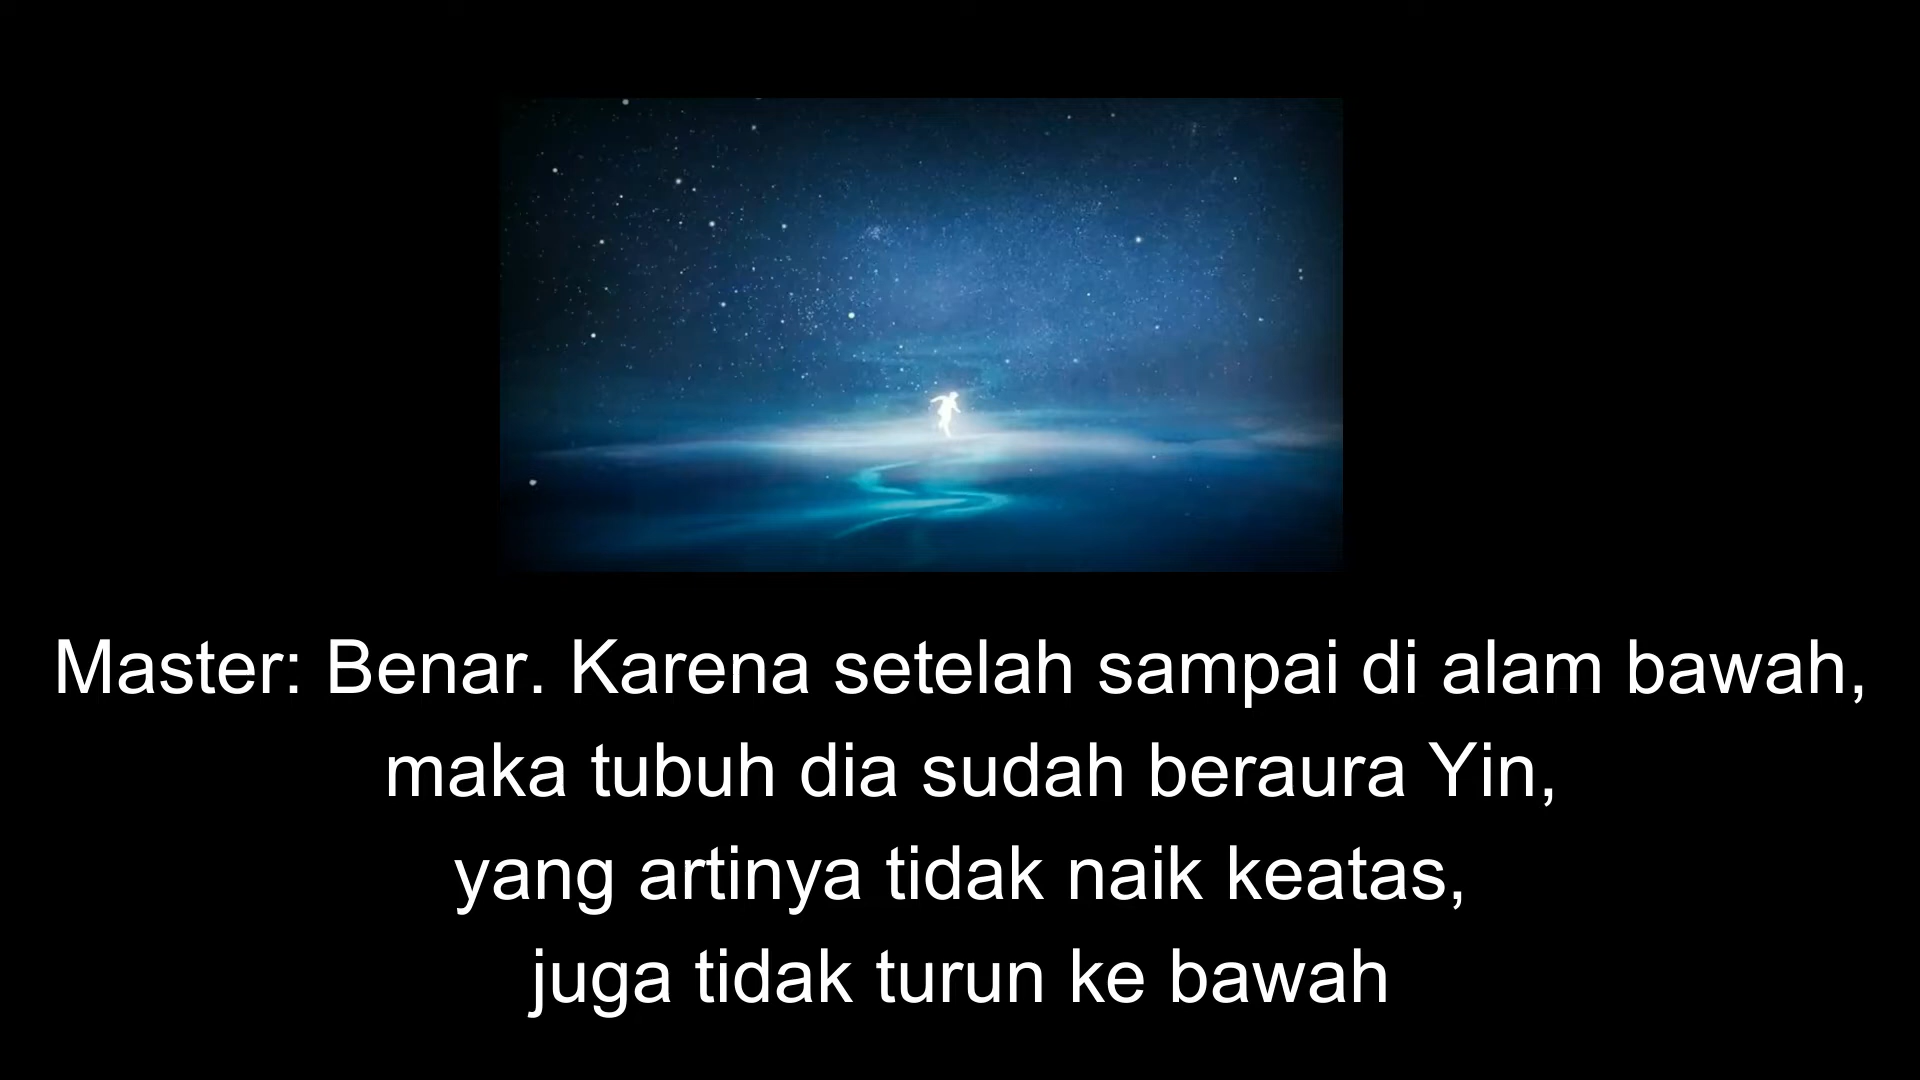 Master: Benar. Karena setelah sampai di alam bawah,
maka tubuh dia sudah beraura Yin,
yang artinya tidak naik keatas,
juga tidak turun ke bawah